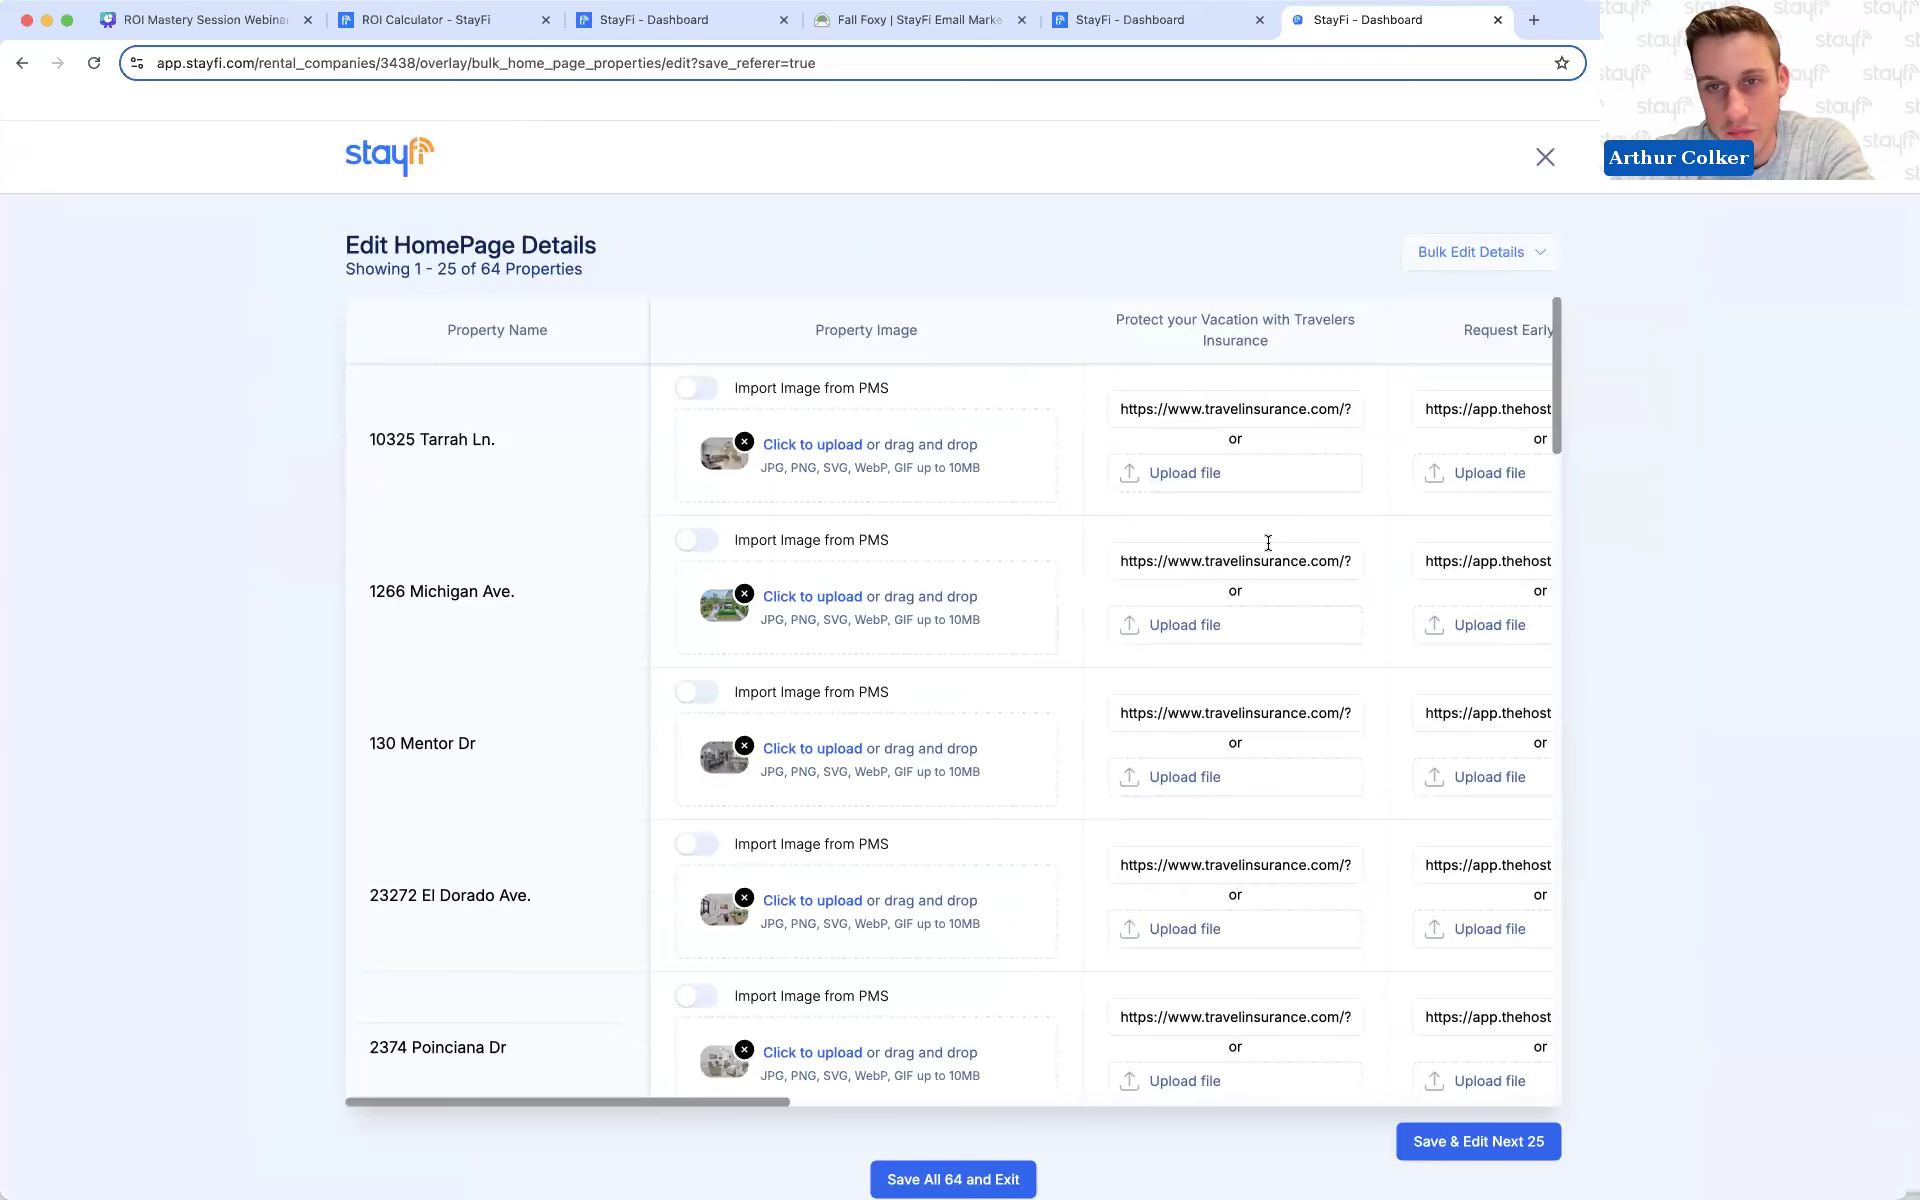 ROI Mastery Session Webina
ROI Calculator - StayFi
StayFi - Dashboard
Fall Foxy | StayFi Email Marke
StayFi - Dashboard
StayFi - Dashboard
app.stayfi.com/rental_companies/3438/overlay/bulk_home_page_properties/edit?save_referer=true
stayfi
Arthur Colker
Edit HomePage Details
Showing 1 - 25 of 64 Properties
Bulk Edit Details
Property Name
Property Image
Protect your Vacation with Travelers
Insurance
Request Early
10325 Tarrah Ln.
Import Image from PMS
Click to upload or drag and drop
JPG, PNG, SVG, WebP, GIF up to 10MB
https://www.travelinsurance.com/?
or
Upload file
https://app.thehost
or
Upload file
1266 Michigan Ave.
Import Image from PMS
Click to upload or drag and drop
JPG, PNG, SVG, WebP, GIF up to 10MB
https://www.travelinsurance.com/?
or
Upload file
https://app.thehost
or
Upload file
130 Mentor Dr
Import Image from PMS
Click to upload or drag and drop
JPG, PNG, SVG, WebP, GIF up to 10MB
https://www.travelinsurance.com/?
or
Upload file
https://app.thehost
or
Upload file
23272 El Dorado Ave.
Import Image from PMS
Click to upload or drag and drop
JPG, PNG, SVG, WebP, GIF up to 10MB
https://www.travelinsurance.com/?
or
Upload file
https://app.thehost
or
Upload file
2374 Poinciana Dr
Import Image from PMS
Click to upload or drag and drop
JPG, PNG, SVG, WebP, GIF up to 10MB
https://www.travelinsurance.com/?
or
Upload file
https://app.thehost
or
Upload file
Save & Edit Next 25
Save All 64 and Exit